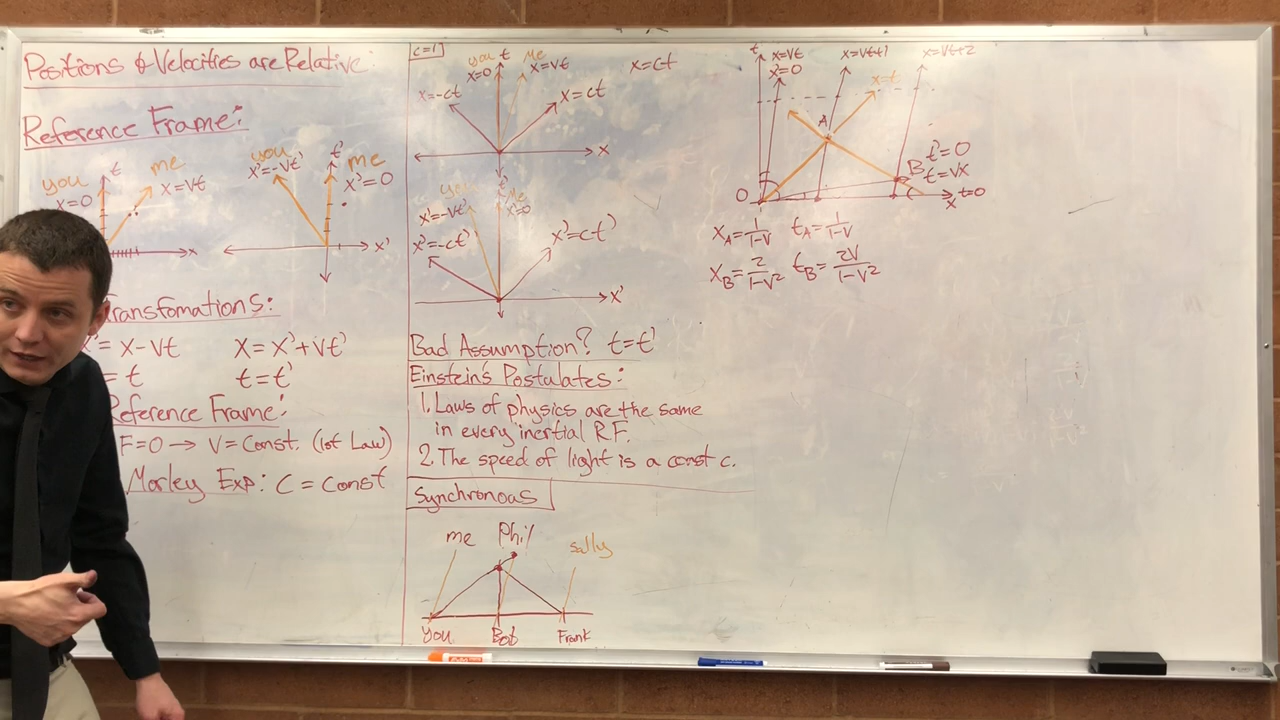 Positions & Velocities are Relative:
Reference Frame:
you
x=0
t
me
x=vt
x
you
x'=-vt'
t'
me
x'=0
x'
Transfomations:
= x-vt
x=x'+vt'
= t
t=t'
Reference Frame:
F=0 → v=Const. (1st Law)
Morley Exp: C = Const
c=1
you
x=0
t
me
x=vt
x=ct
x=-ct
x=ct
x
you
x'=-vt'
t'
me
x'=0
x'=-ct'
x'=ct'
x'
Bad Assumption? t=t'
Einstein's Postulates:
1. Laws of physics are the same
in every inertial RF.
2. The speed of light is a const c.
Synchronous
me
Phil
sally
you
Bob
Frank
t
x=vt
x'=0
x=vt+1
x=vt+2
x=t
A
B
t'=0
t=vx
O
x
t=0
x_A=1/1-v
t_A=1/1-v
x_B=2/1-v²
t_B=2v/1-v²